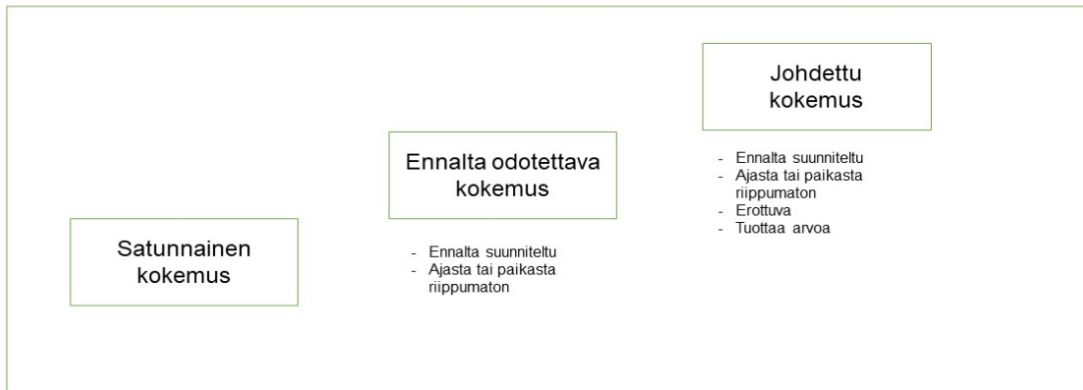 Satunnainen
kokemus
Ennalta odotettava
kokemus
- Ennalta suunniteltu
- Ajasta tai paikasta
riippumaton
Johdettu
kokemus
- Ennalta suunniteltu
- Ajasta tai paikasta
riippumaton
- Erottuva
- Tuottaa arvoa